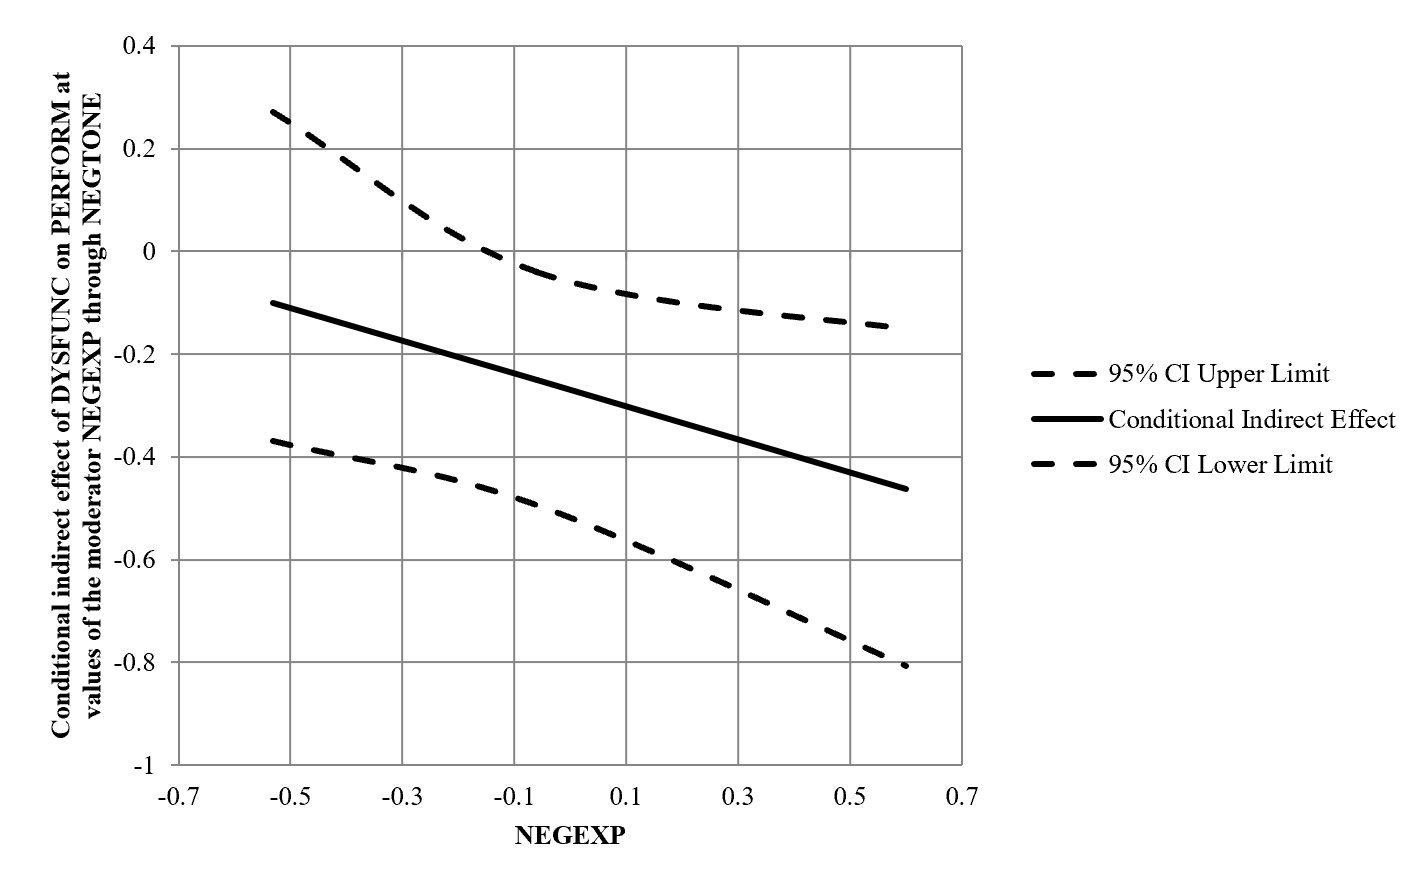 Conditional indirect effect of DYSFUNC on PERFORM at
values of the moderator NEGEXP through NEGTONE
0.4
0.2
0
-0.2
-0.4
-0.6
-0.8
-1
-0.7 -0.5 -0.3 -0.1 0.1 0.3 0.5 0.7
NEGEXP
95% CI Upper Limit
Conditional Indirect Effect
95% CI Lower Limit